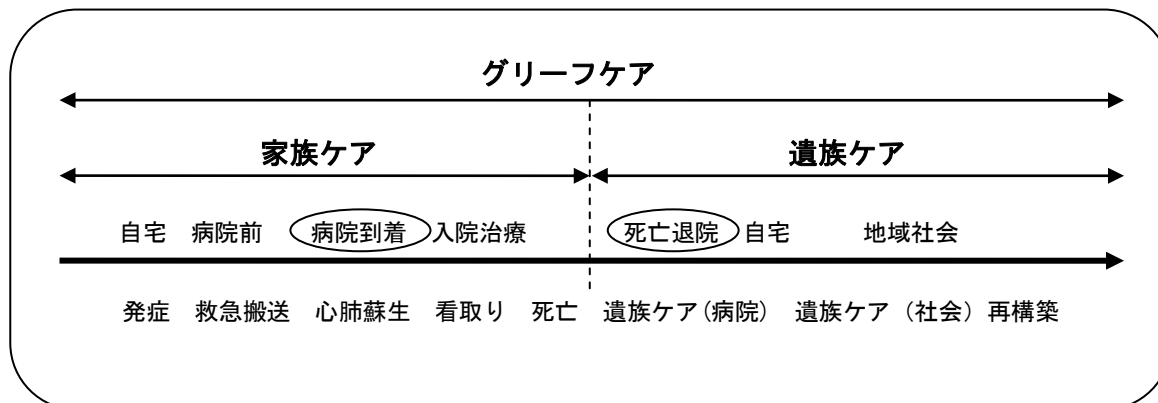 グリーフケア
家族ケア 遺族ケア
自宅 病院前 病院到着 入院治療 死亡退院 自宅 地域社会
発症 救急搬送 心肺蘇生 看取り 死亡 遺族ケア(病院) 遺族ケア（社会）再構築